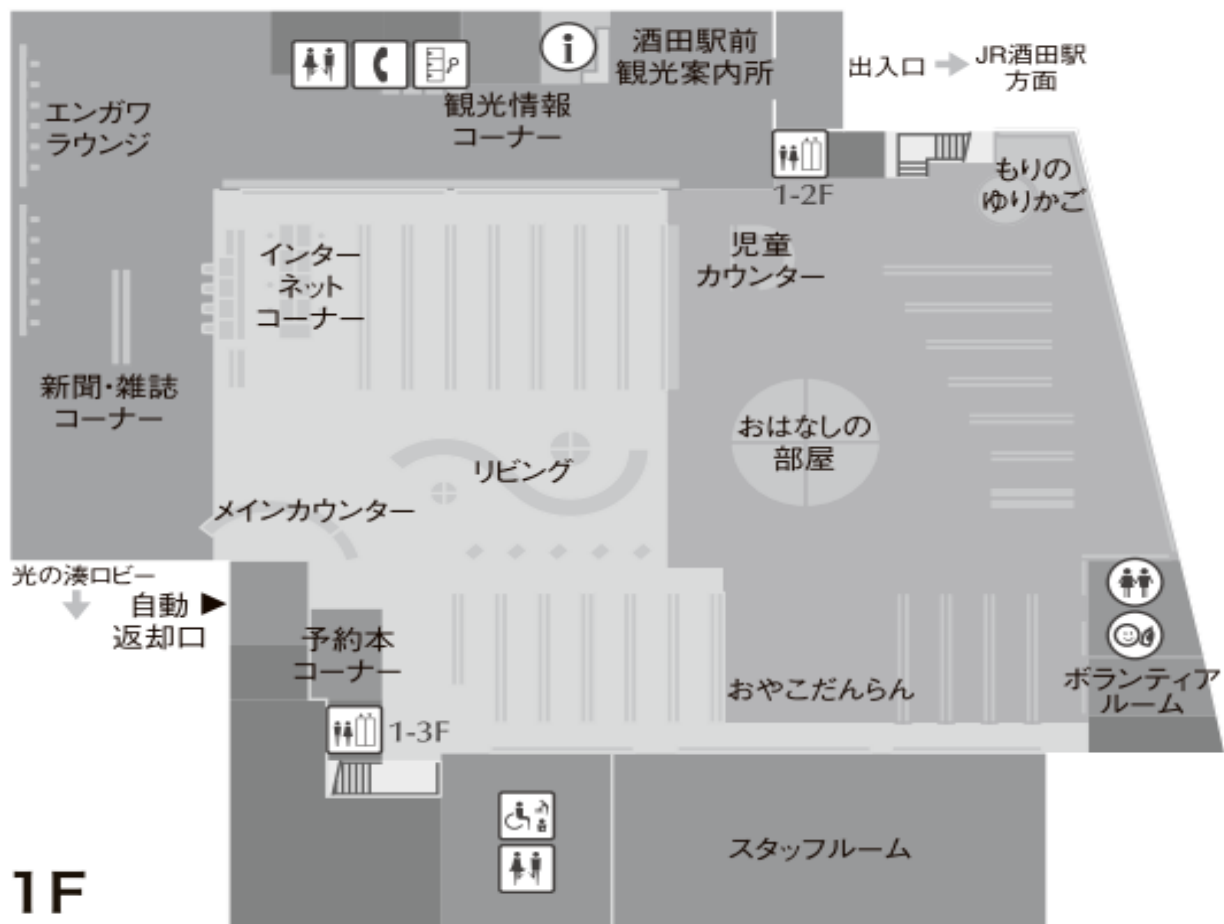 酒田駅前
観光案内所
出入口
JR酒田駅
方面
エンガワ
ラウンジ
観光情報
コーナー
1-2F
もりの
ゆりかご
インター
ネット
コーナー
児童
カウンター
新聞・雑誌
コーナー
おはなしの
部屋
リビング
メインカウンター
光の湊ロビー
自動
返却口
予約本
コーナー
1-3F
おやこだんらん
ボランティア
ルーム
スタッフルーム
1F